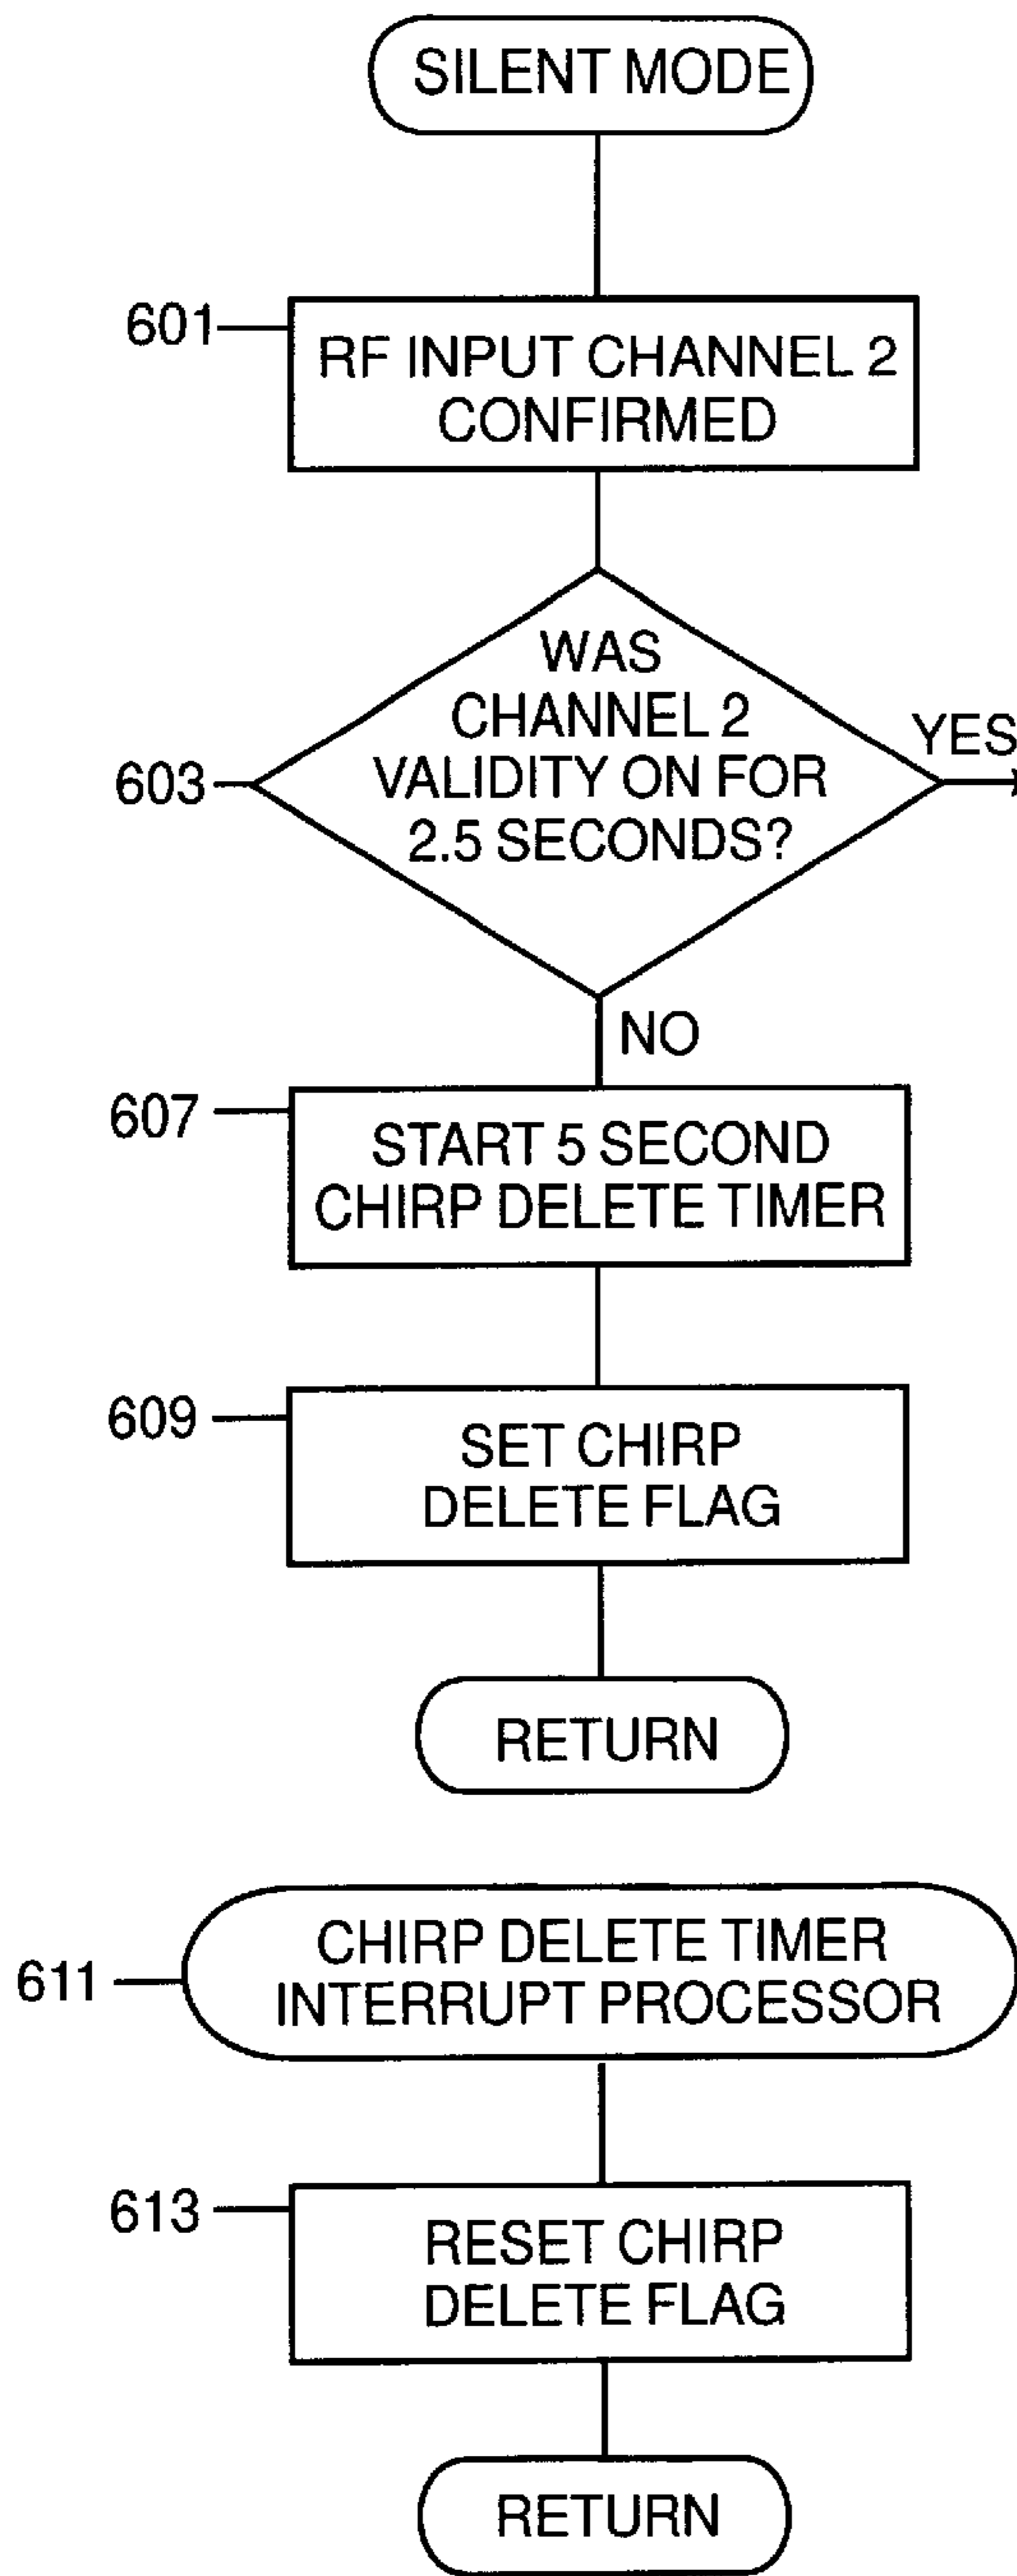 SILENT MODE
601
RF INPUT CHANNEL 2
CONFIRMED
WAS
CHANNEL 2
VALIDITY ON FOR
2.5 SECONDS?
603
YES
NO
607
START 5 SECOND
CHIRP DELETE TIMER
609
SET CHIRP
DELETE FLAG
RETURN
611
CHIRP DELETE TIMER
INTERRUPT PROCESSOR
613
RESET CHIRP
DELETE FLAG
RETURN